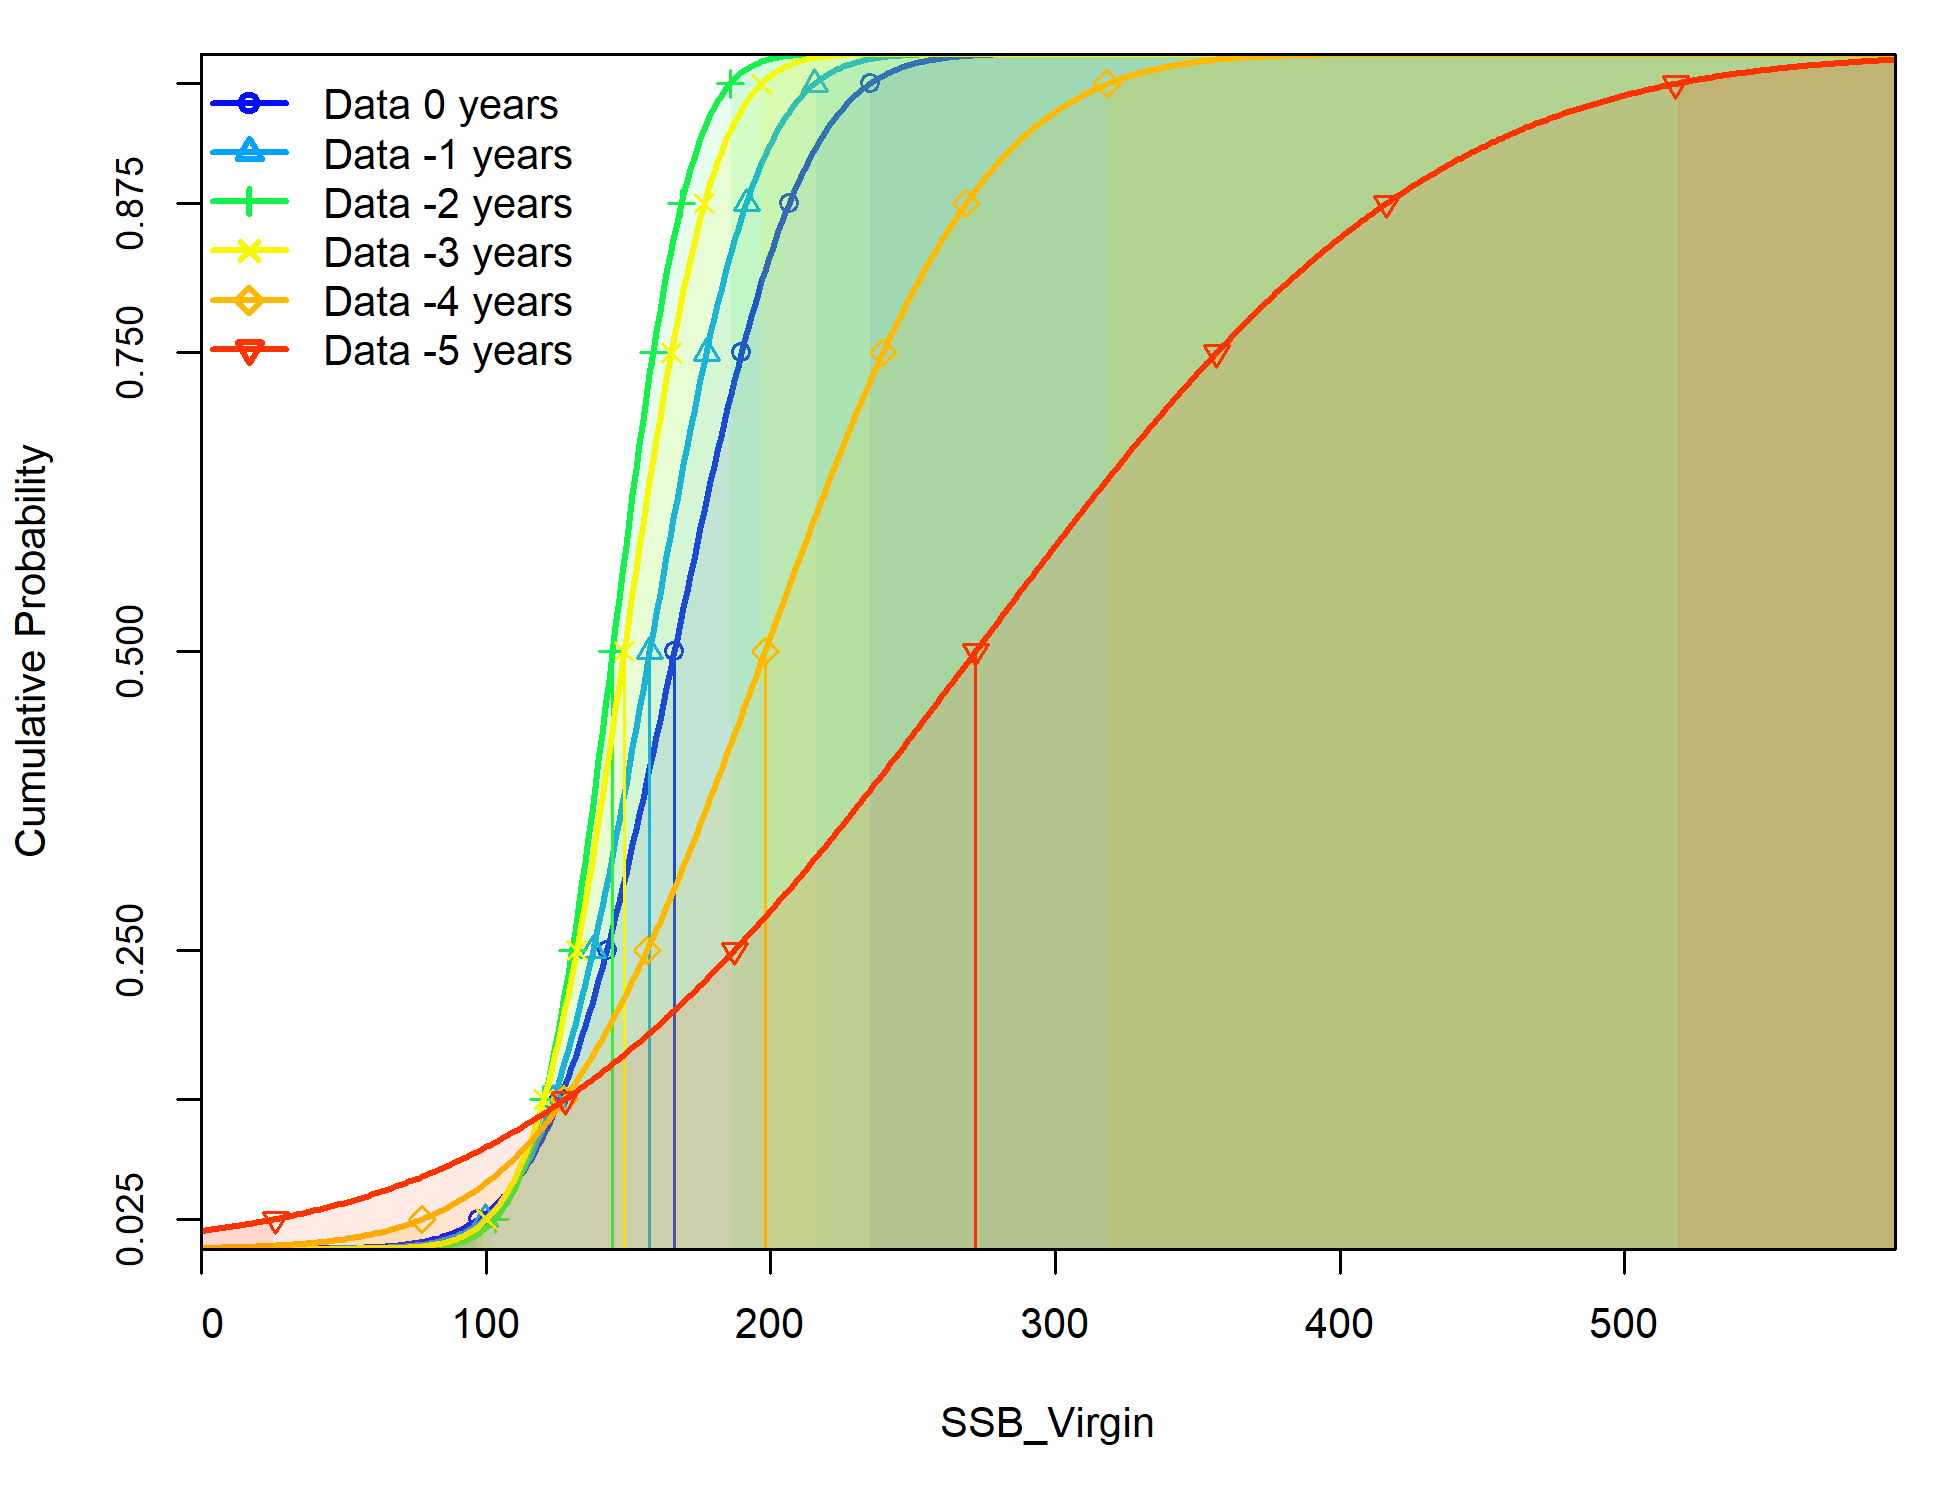 Data 0 years
Data -1 years
Data -2 years
Data -3 years
Data -4 years
Data -5 years
Cumulative Probability
0.875
0.750
0.500
0.250
0.025
0 100 200 300 400 500
SSB_Virgin